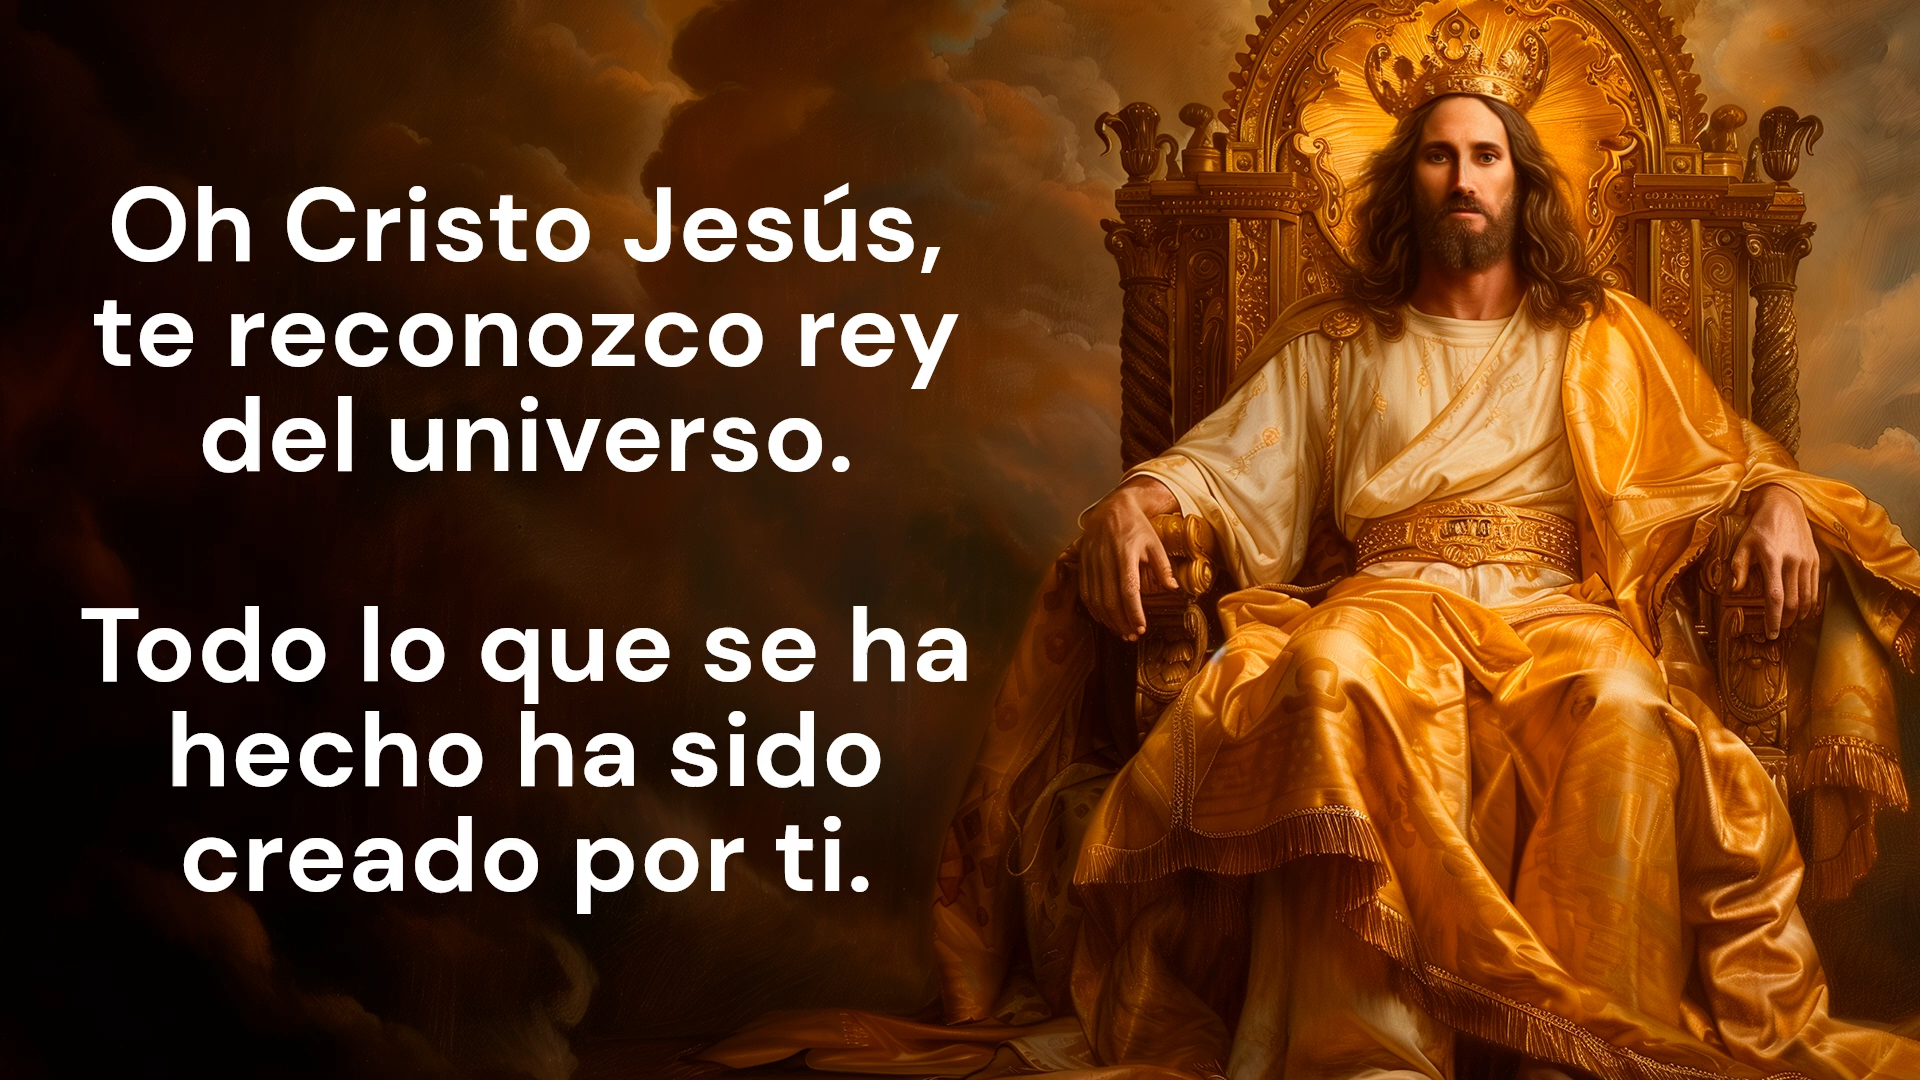 Oh Cristo Jesús,
te reconozco rey
del universo.
Todo lo que se ha
hecho ha sido
creado por ti.